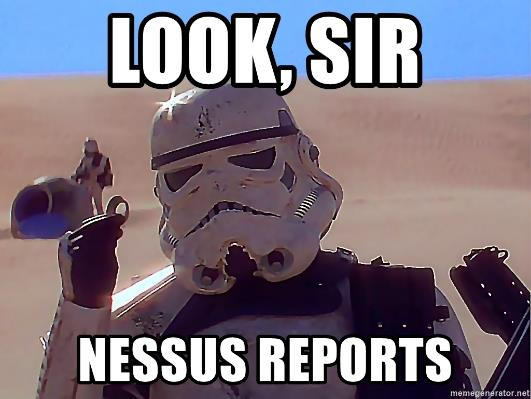 LOOK, SIR
NESSUS REPORTS
memegenerator.net